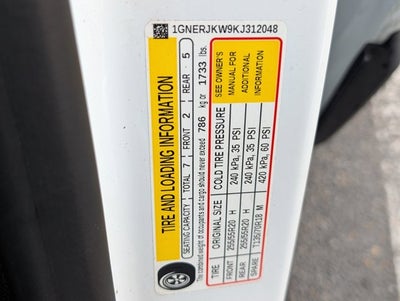 1GNERJKW9KJ312048
TIRE AND LOADING INFORMATION
SEATING CAPACITY TOTAL 7 FRONT 2 REAR 5
The combined weight of occupants and cargo should never exceed 786 kg or 1733 lbs.
TIRE ORIGINAL SIZE COLD TIRE PRESSURE
FRONT 255/55R20 H 240 kPa, 35 PSI
REAR 255/55R20 H 240 kPa, 35 PSI
SPARE T135/70R18 M 420 kPa, 60 PSI
SEE OWNER'S
MANUAL FOR
ADDITIONAL
INFORMATION